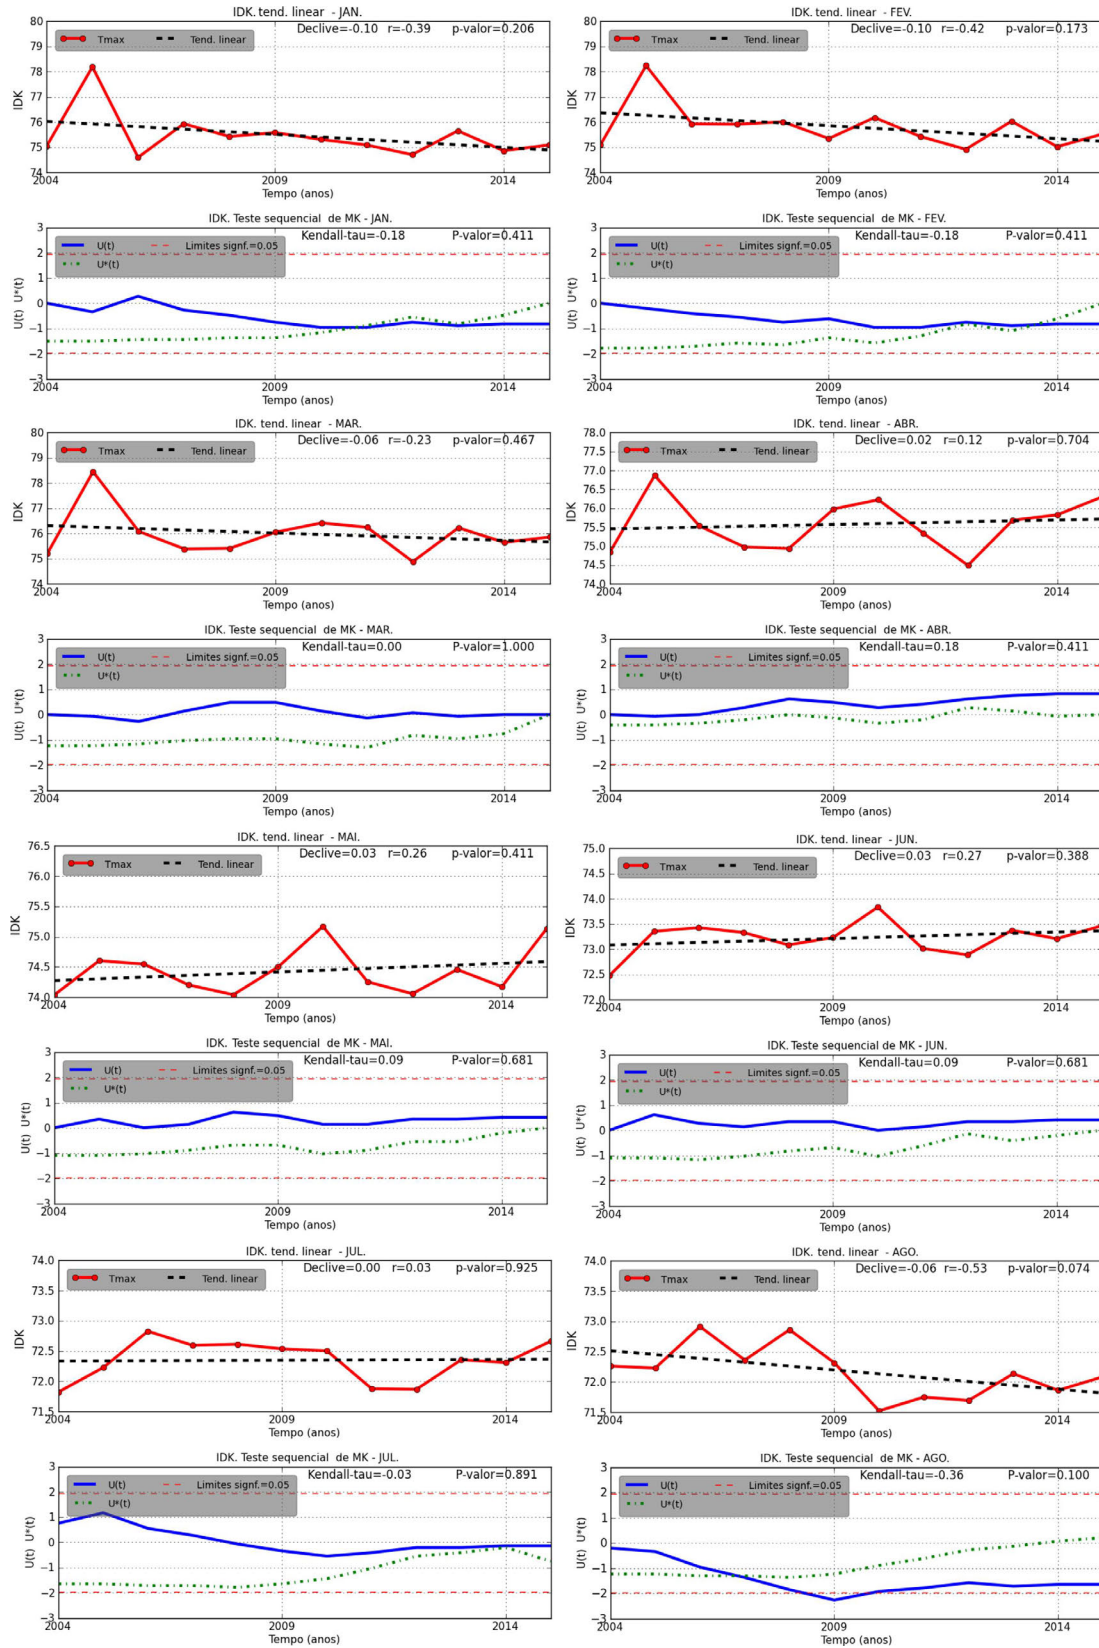 IDK. tend. linear - JAN.
Declive=-0.10 r=-0.39 p-valor=0.206
Tmax Tend. linear
80
79
78
77
76
75
74
IDK
2004 2009 2014
Tempo (anos)
IDK. tend. linear - FEV.
Declive=-0.10 r=-0.42 p-valor=0.173
Tmax Tend. linear
80
79
78
77
76
75
74
IDK
2004 2009 2014
Tempo (anos)
IDK. Teste sequencial de MK - JAN.
Kendall-tau=-0.18 P-valor=0.411
U(t) Limites signf.=0.05
U*(t)
3
2
1
0
−1
−2
−3
U(t) U*(t)
2004 2009 2014
Tempo (anos)
IDK. Teste sequencial de MK - FEV.
Kendall-tau=-0.18 P-valor=0.411
U(t) Limites signf.=0.05
U*(t)
3
2
1
0
−1
−2
−3
U(t) U*(t)
2004 2009 2014
Tempo (anos)
IDK. tend. linear - MAR.
Declive=-0.06 r=-0.23 p-valor=0.467
Tmax Tend. linear
80
79
78
77
76
75
74
IDK
2004 2009 2014
Tempo (anos)
IDK. tend. linear - ABR.
Declive=0.02 r=0.12 p-valor=0.704
Tmax Tend. linear
78.0
77.5
77.0
76.5
76.0
75.5
75.0
74.5
74.0
IDK
2004 2009 2014
Tempo (anos)
IDK. Teste sequencial de MK - MAR.
Kendall-tau=0.00 P-valor=1.000
U(t) Limites signf.=0.05
U*(t)
3
2
1
0
−1
−2
−3
U(t) U*(t)
2004 2009 2014
Tempo (anos)
IDK. Teste sequencial de MK - ABR.
Kendall-tau=0.18 P-valor=0.411
U(t) Limites signf.=0.05
U*(t)
3
2
1
0
−1
−2
−3
U(t) U*(t)
2004 2009 2014
Tempo (anos)
IDK. tend. linear - MAI.
Declive=0.03 r=0.26 p-valor=0.411
Tmax Tend. linear
76.5
76.0
75.5
75.0
74.5
74.0
IDK
2004 2009 2014
Tempo (anos)
IDK. tend. linear - JUN.
Declive=0.03 r=0.27 p-valor=0.388
Tmax Tend. linear
75.0
74.5
74.0
73.5
73.0
72.5
72.0
IDK
2004 2009 2014
Tempo (anos)
IDK. Teste sequencial de MK - MAI.
Kendall-tau=0.09 P-valor=0.681
U(t) Limites signf.=0.05
U*(t)
3
2
1
0
−1
−2
−3
U(t) U*(t)
2004 2009 2014
Tempo (anos)
IDK. Teste sequencial de MK - JUN.
Kendall-tau=0.09 P-valor=0.681
U(t) Limites signf.=0.05
U*(t)
3
2
1
0
−1
−2
−3
U(t) U*(t)
2004 2009 2014
Tempo (anos)
IDK. tend. linear - JUL.
Declive=0.00 r=0.03 p-valor=0.925
Tmax Tend. linear
74.0
73.5
73.0
72.5
72.0
71.5
IDK
2004 2009 2014
Tempo (anos)
IDK. tend. linear - AGO.
Declive=-0.06 r=-0.53 p-valor=0.074
Tmax Tend. linear
74.0
73.5
73.0
72.5
72.0
71.5
IDK
2004 2009 2014
Tempo (anos)
IDK. Teste sequencial de MK - JUL.
Kendall-tau=-0.03 P-valor=0.891
U(t) Limites signf.=0.05
U*(t)
3
2
1
0
−1
−2
−3
U(t) U*(t)
2004 2009 2014
Tempo (anos)
IDK. Teste sequencial de MK - AGO.
Kendall-tau=-0.36 P-valor=0.100
U(t) Limites signf.=0.05
U*(t)
3
2
1
0
−1
−2
−3
U(t) U*(t)
2004 2009 2014
Tempo (anos)